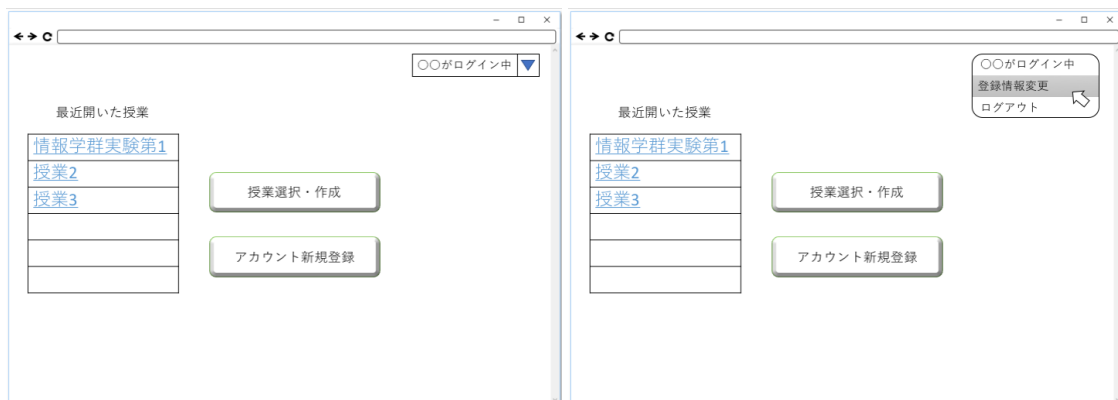 ○○がログイン中
最近開いた授業
情報学群実験第1
授業2
授業3
授業選択・作成
アカウント新規登録
○○がログイン中
登録情報変更
ログアウト
最近開いた授業
情報学群実験第1
授業2
授業3
授業選択・作成
アカウント新規登録